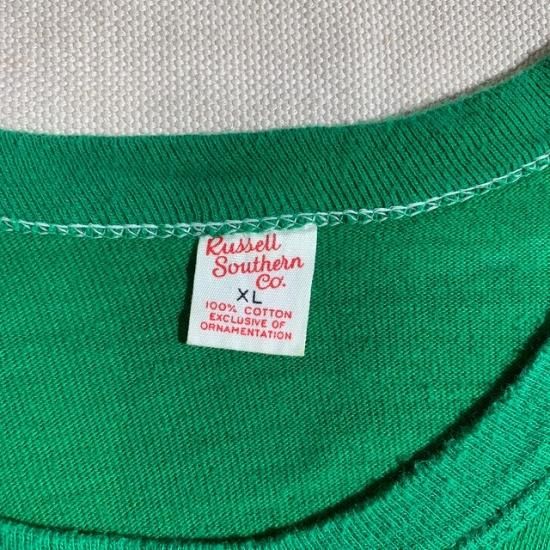 Russell
Southern
Co.
XL
100% COTTON
EXCLUSIVE OF
ORNAMENTATION